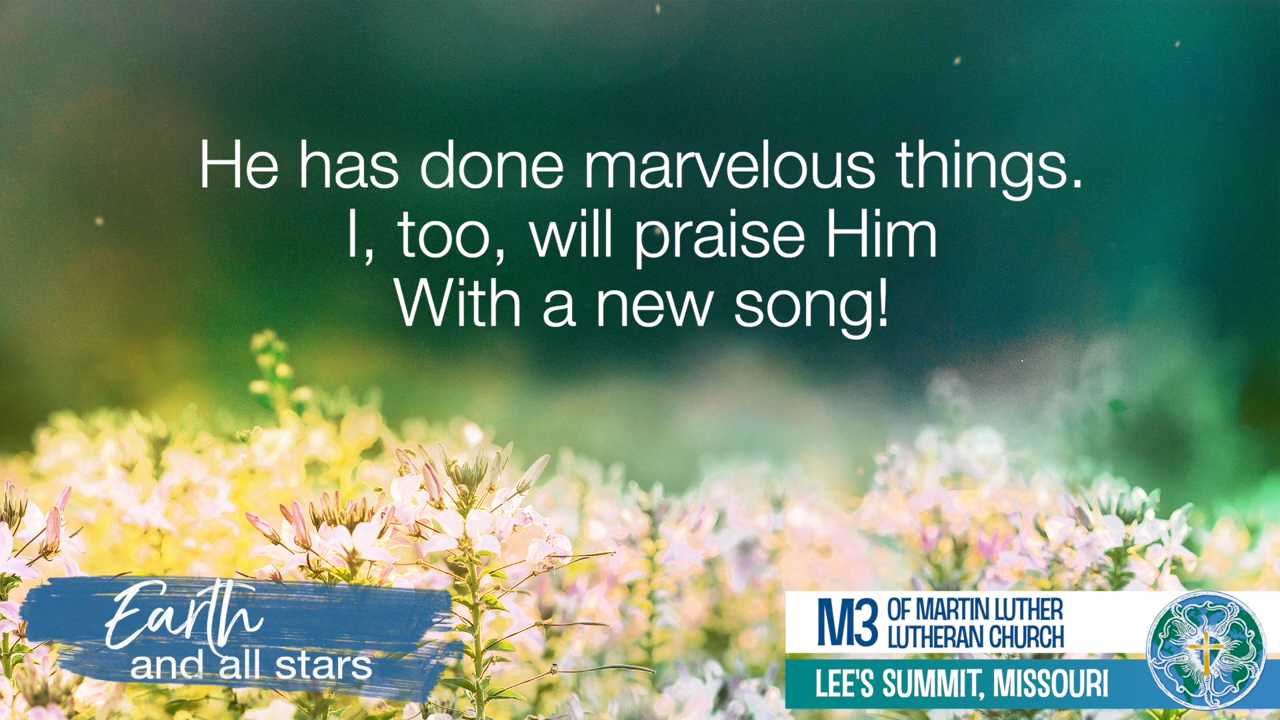 He has done marvelous things.
I, too, will praise Him
With a new song!
Earth
and all stars
M3
OF MARTIN LUTHER
LUTHERAN CHURCH
LEE'S SUMMIT, MISSOURI